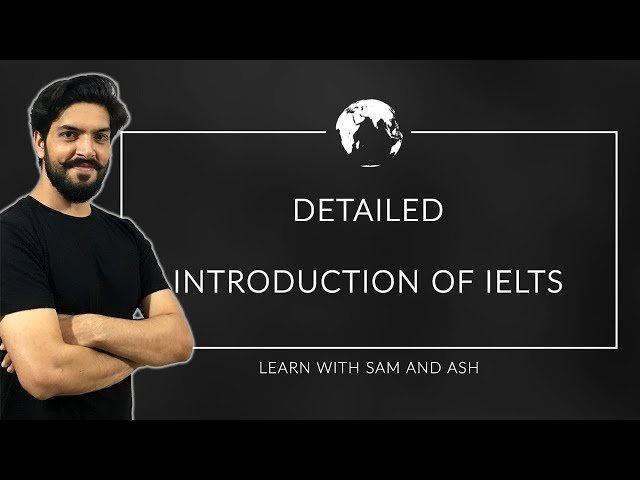 DETAILED
INTRODUCTION OF IELTS
LEARN WITH SAM AND ASH